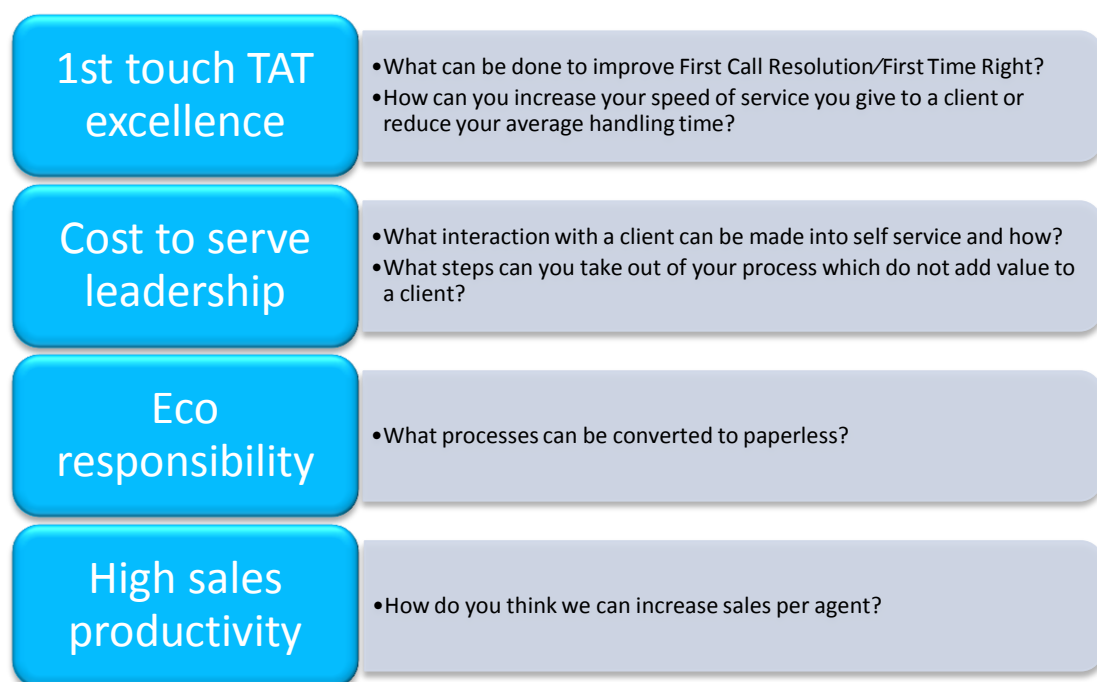 1st touch TAT
excellence
•What can be done to improve First Call Resolution/First Time Right?
•How can you increase your speed of service you give to a client or
reduce your average handling time?
Cost to serve
leadership
•What interaction with a client can be made into self service and how?
•What steps can you take out of your process which do not add value to
a client?
Eco
responsibility
•What processes can be converted to paperless?
High sales
productivity
•How do you think we can increase sales per agent?